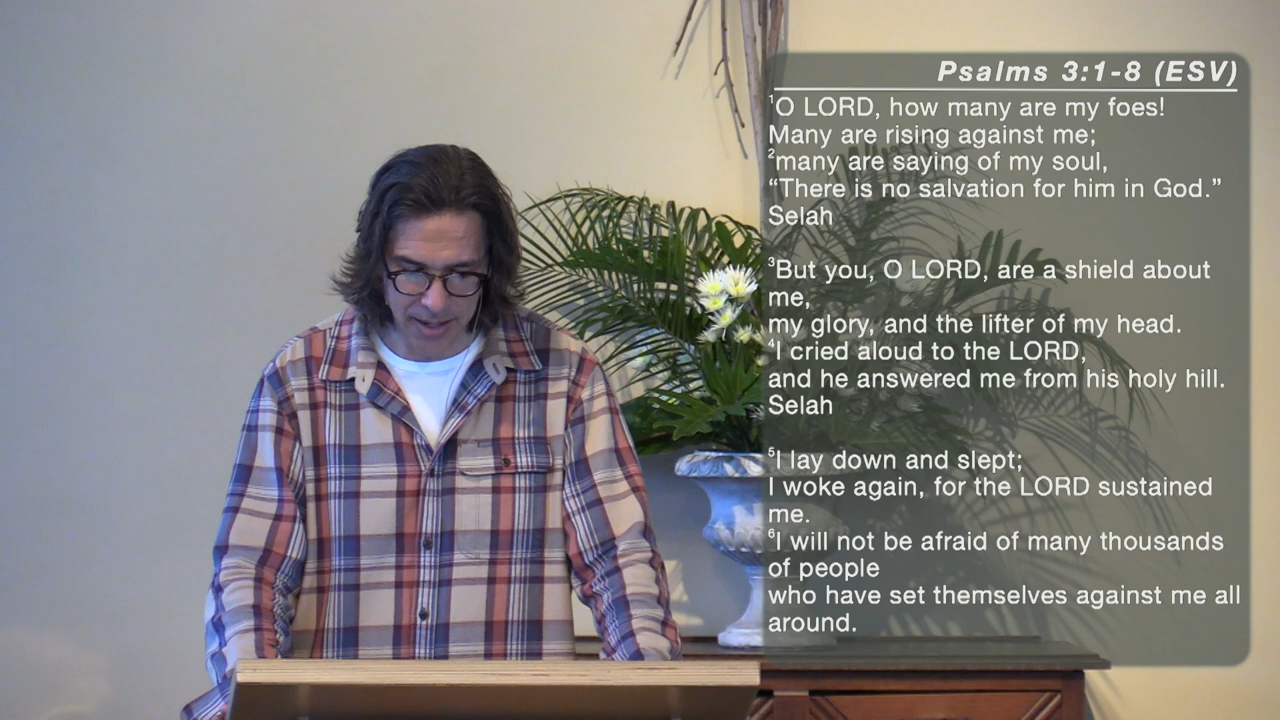 Psalms 3:1-8 (ESV)
¹O LORD, how many are my foes!
Many are rising against me;
²many are saying of my soul,
“There is no salvation for him in God.”
Selah
³But you, O LORD, are a shield about
me,
my glory, and the lifter of my head.
⁴I cried aloud to the LORD,
and he answered me from his holy hill.
Selah
⁵I lay down and slept;
I woke again, for the LORD sustained
me.
⁶I will not be afraid of many thousands
of people
who have set themselves against me all
around.